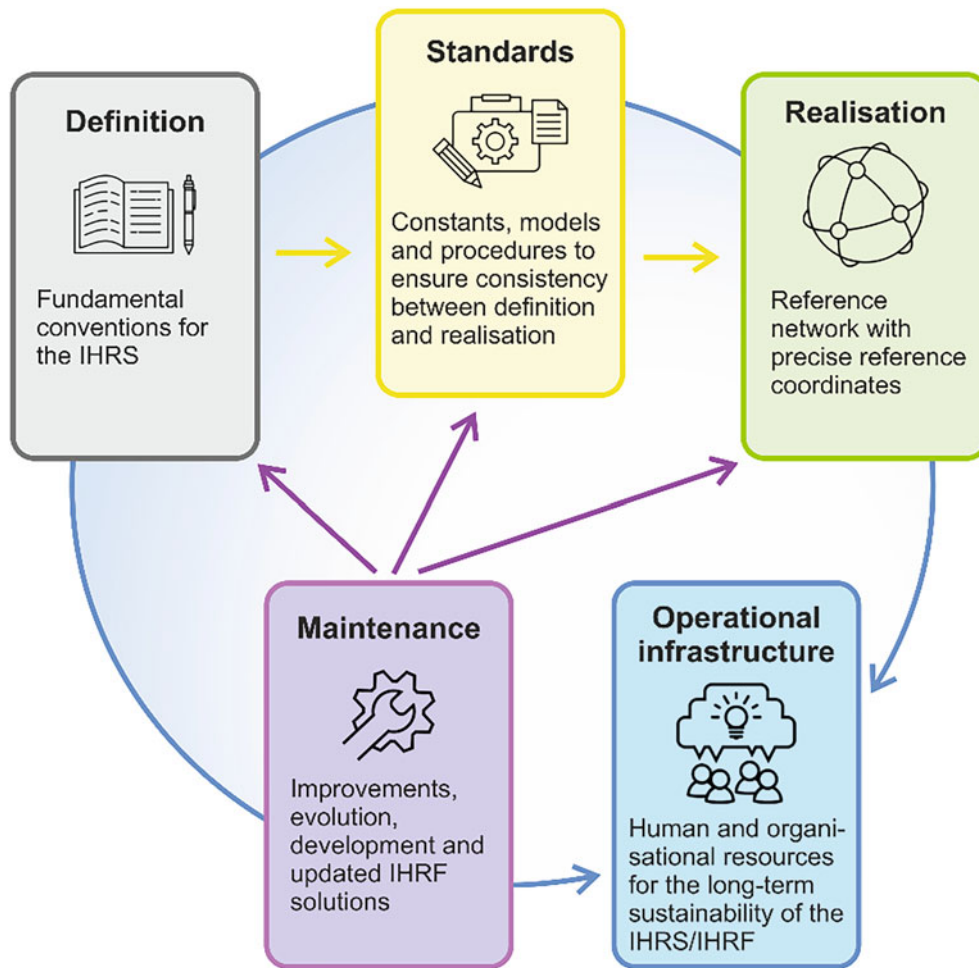 Definition
Fundamental
conventions for
the IHRS
Standards
Constants, models
and procedures to
ensure consistency
between definition
and realisation
Realisation
Reference
network with
precise reference
coordinates
Maintenance
Improvements,
evolution,
development and
updated IHRF
solutions
Operational
infrastructure
Human and organi-
sational resources
for the long-term
sustainability of the
IHRS/IHRF